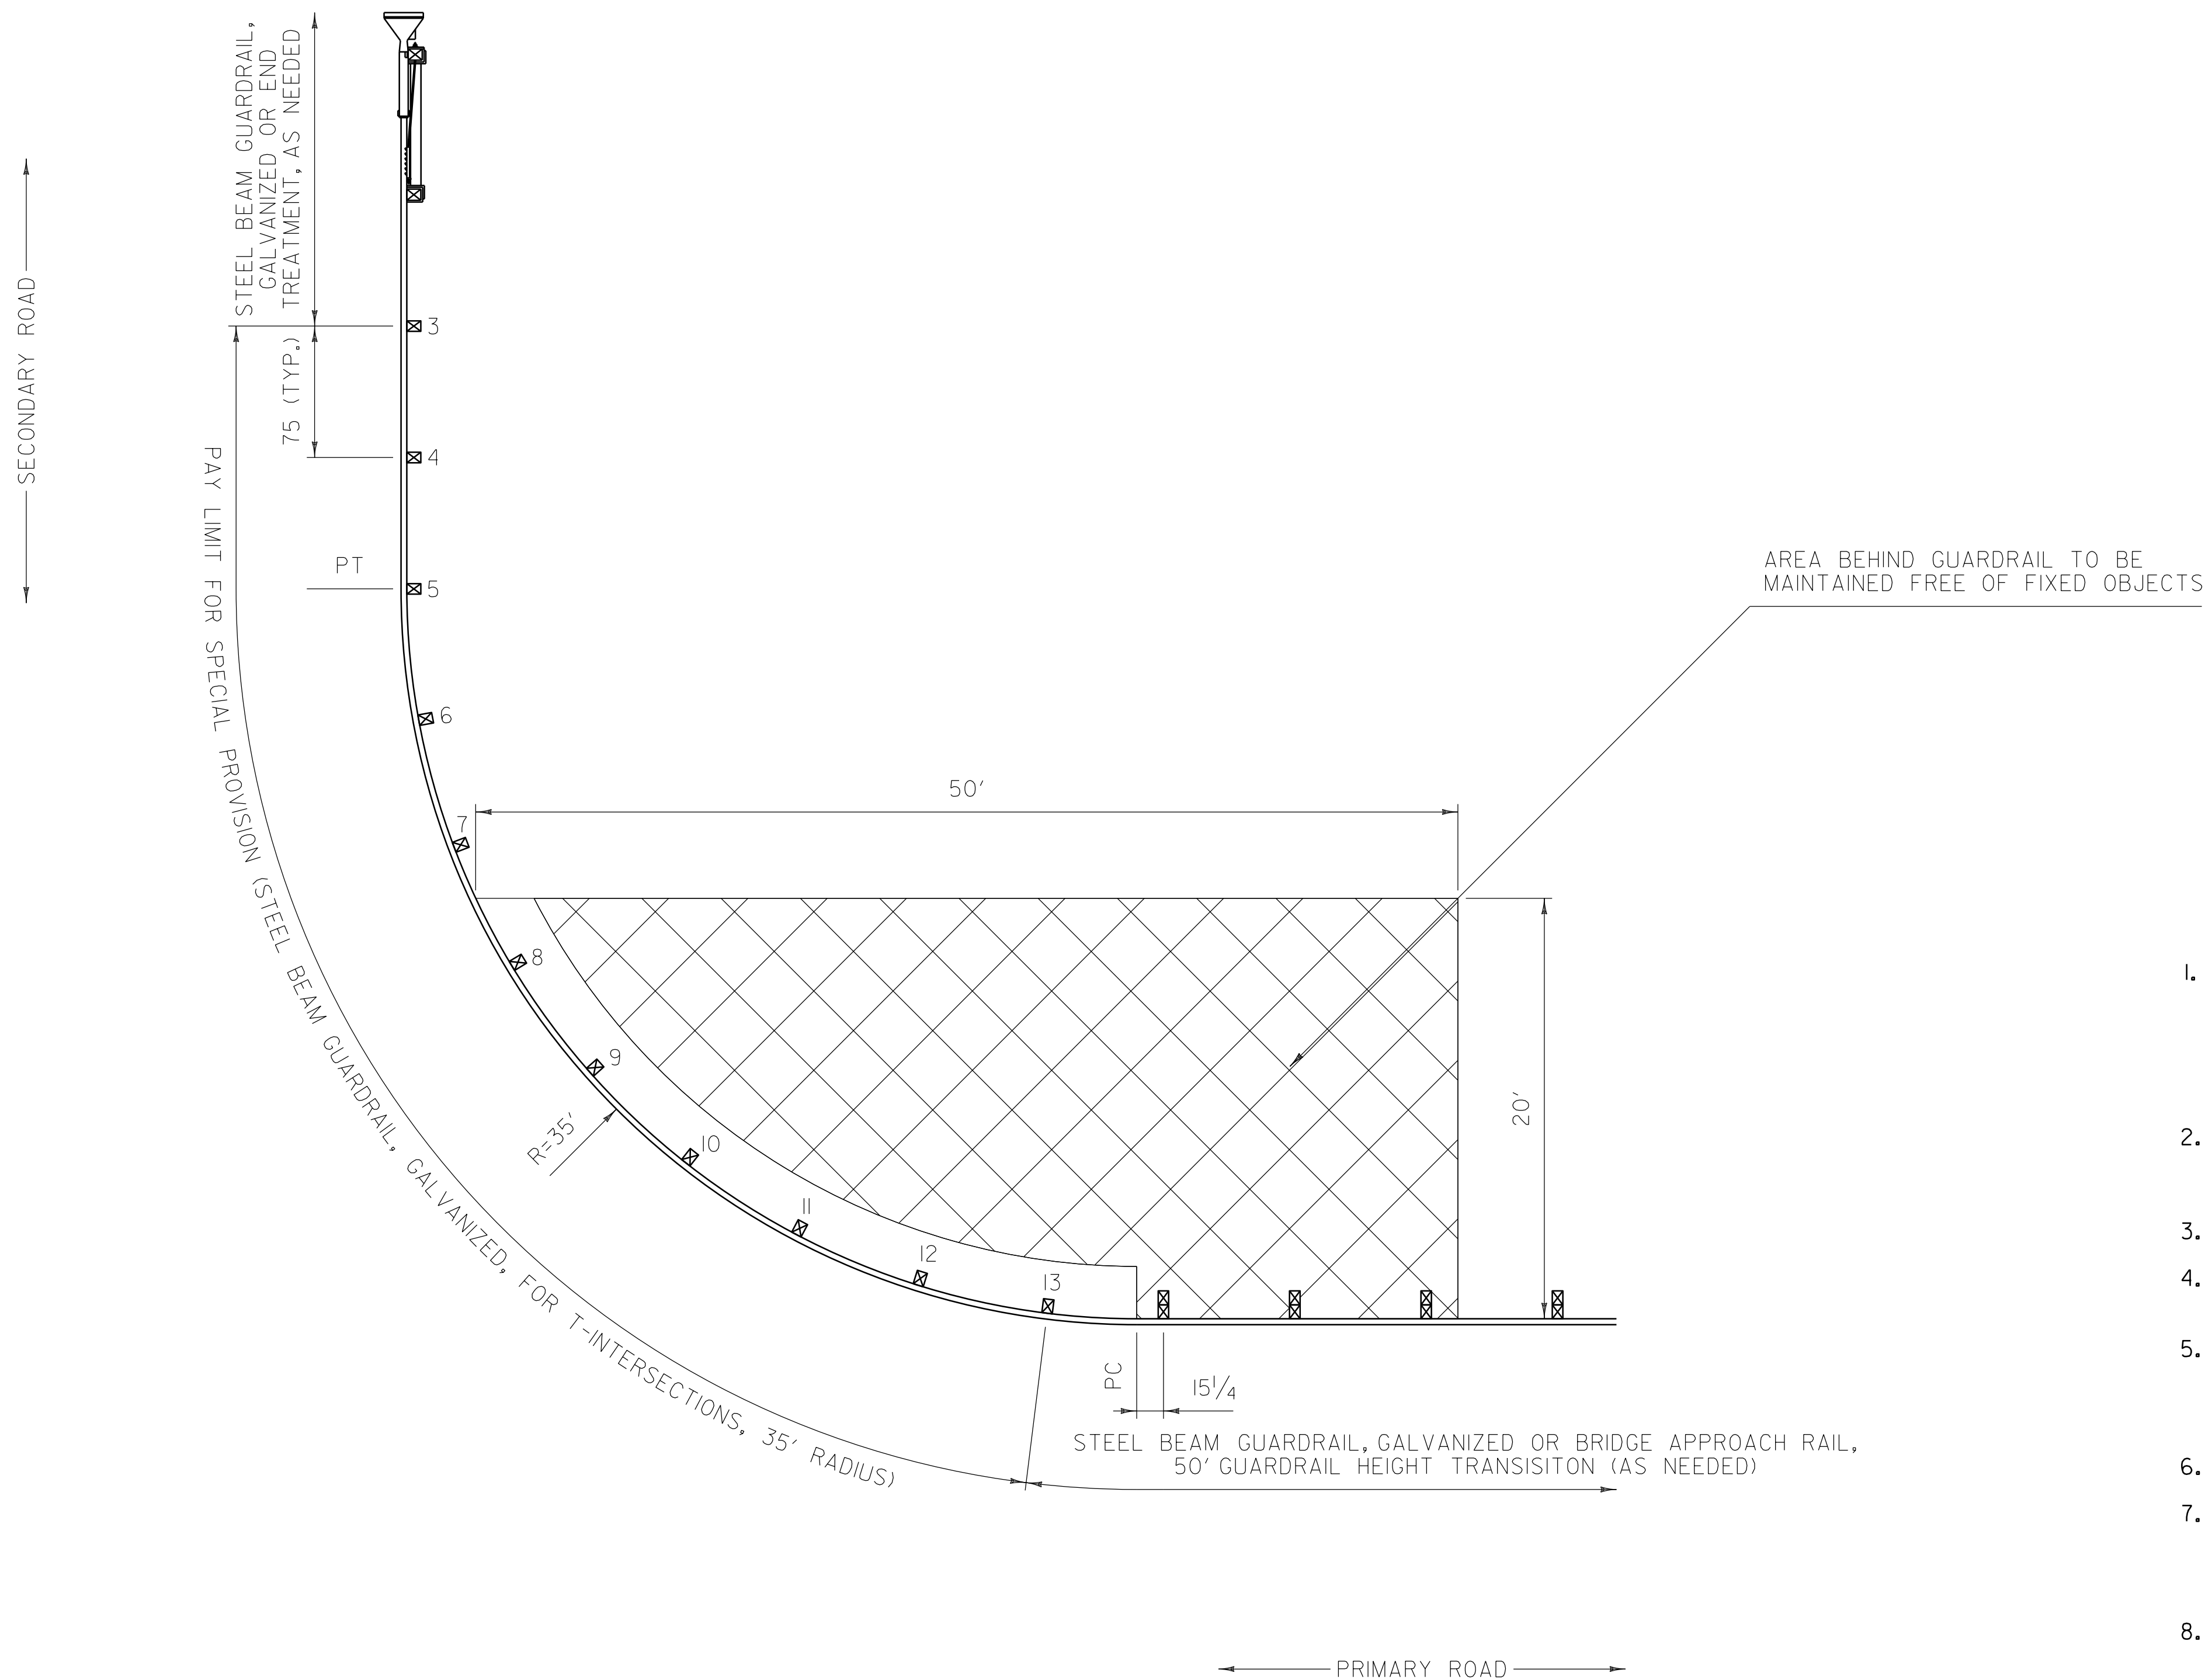 STEEL BEAM GUARDRAIL,
GALVANIZED OR END
TREATMENT, AS NEEDED
SECONDARY ROAD
3
75 (TYP.)
4
PT
5
PAY LIMIT FOR SPECIAL PROVISION (STEEL BEAM GUARDRAIL, GALVANIZED, FOR T-INTERSECTIONS, 35' RADIUS)
AREA BEHIND GUARDRAIL TO BE
MAINTAINED FREE OF FIXED OBJECTS
6
50'
7
8
9
R=35'
10
11
12
13
20'
PC
15 1/4
STEEL BEAM GUARDRAIL, GALVANIZED OR BRIDGE APPROACH RAIL,
50' GUARDRAIL HEIGHT TRANSISITON (AS NEEDED)
PRIMARY ROAD
1.
2.
3.
4.
5.
6.
7.
8.